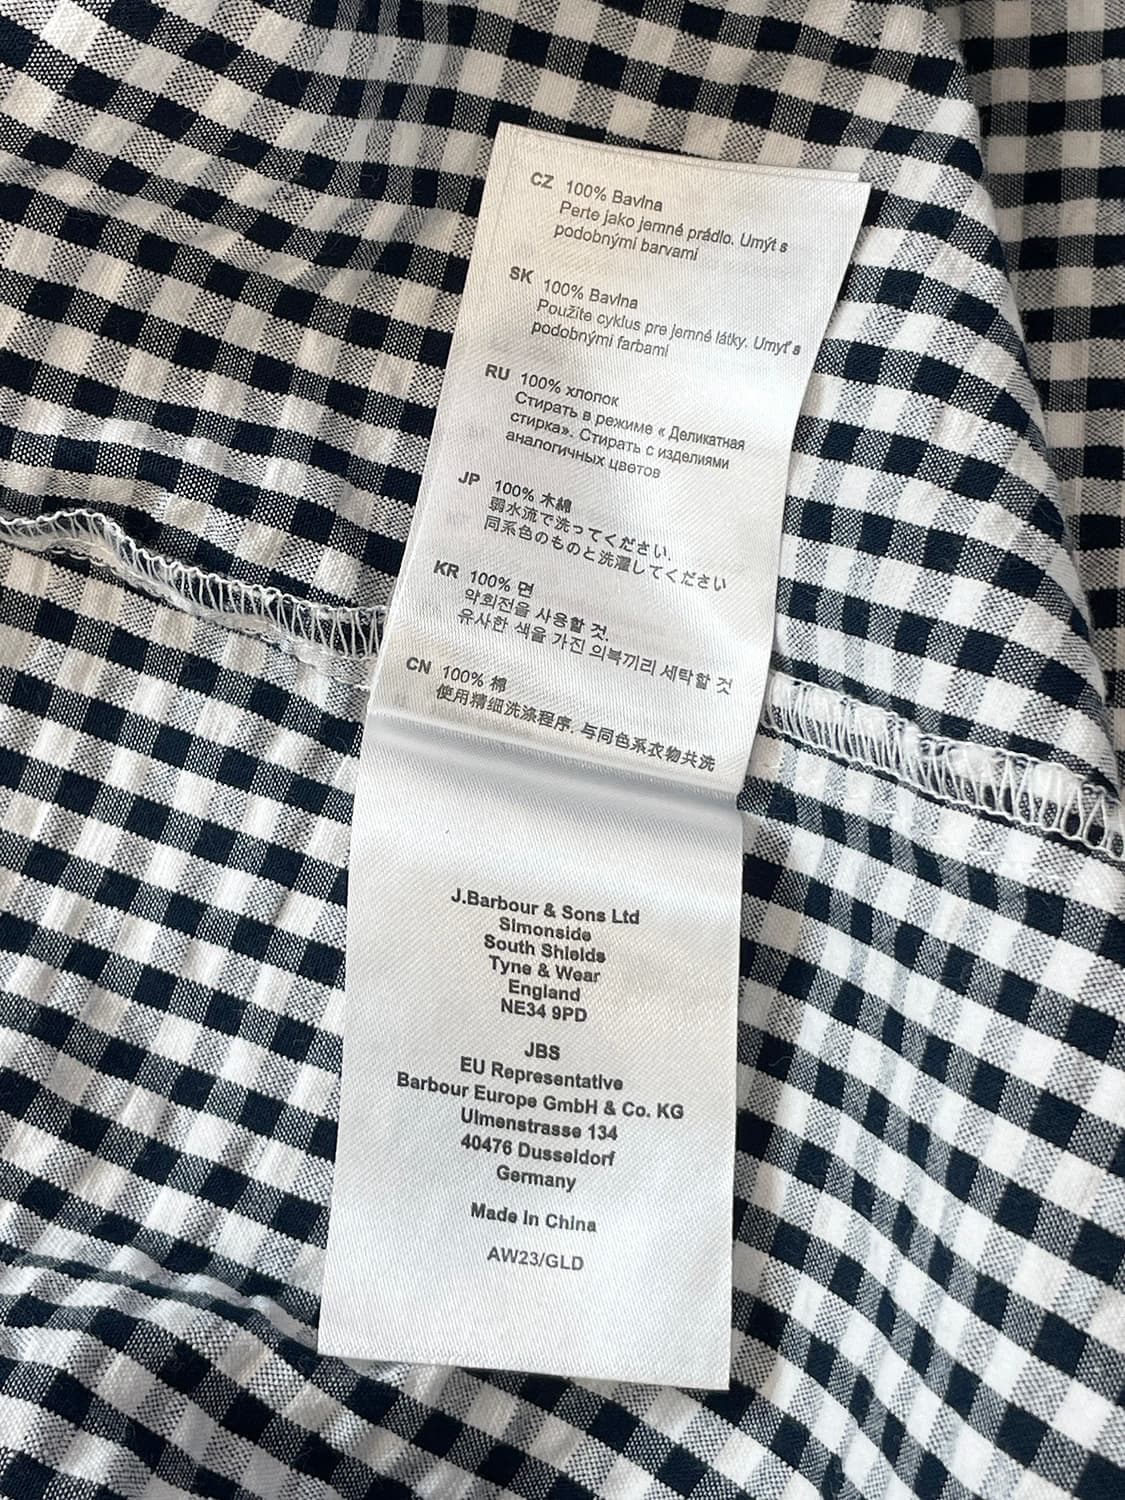 CZ 100% Bavlna
Perte jako jemné prádlo. Umýt s
podobnými barvami
SK 100% Bavlna
Použite cyklus pre jemné látky. Umyť s
podobnými farbami
RU 100% хлопок
Стирать в режиме « Деликатная
стирка». Стирать с изделиями
аналогичных цветов
JP 100% 木綿
弱水流で洗ってください.
同系色のものと洗濯してください
KR 100% 면
약회전을 사용할 것.
유사한 색을 가진 의복끼리 세탁할 것
CN 100% 棉
使用精细洗涤程序. 与同色系衣物共洗
J.Barbour & Sons Ltd
Simonside
South Shields
Tyne & Wear
England
NE34 9PD
JBS
EU Representative
Barbour Europe GmbH & Co. KG
Ulmenstrasse 134
40476 Dusseldorf
Germany
Made In China
AW23/GLD